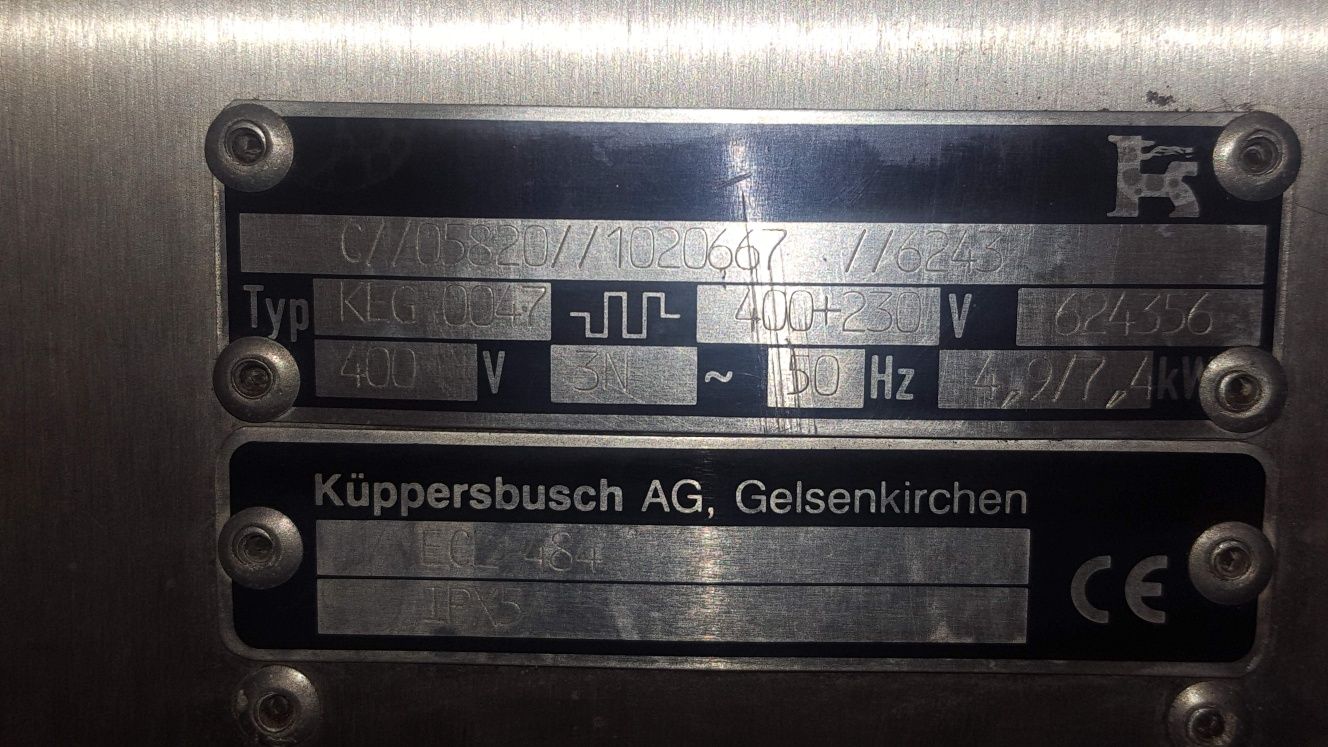 C//05820//1020667 //6243
Typ KEG 0047 400+230 V 624356
400 V 3N ~ 50 Hz 4,9/7,4 kW
Küppersbusch AG, Gelsenkirchen
484
IPX5
CE